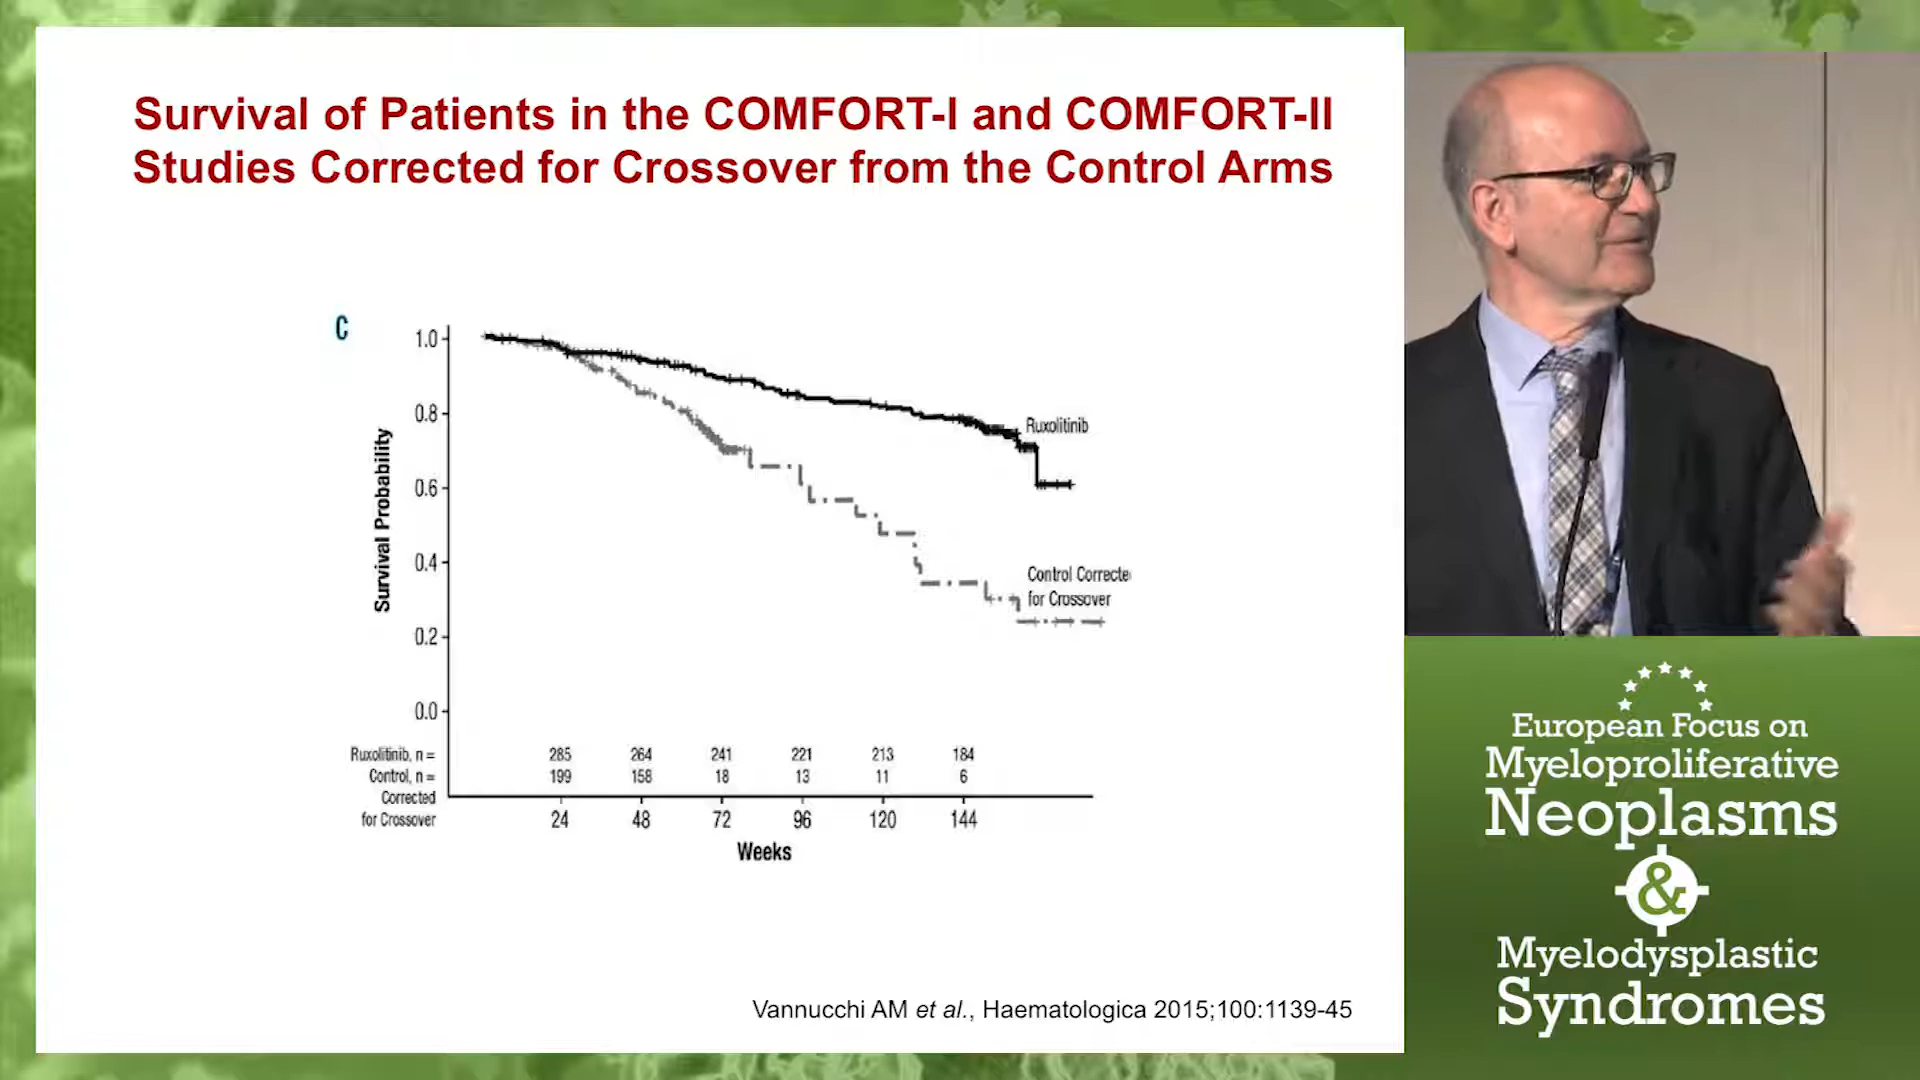 Survival of Patients in the COMFORT-I and COMFORT-II
Studies Corrected for Crossover from the Control Arms
C
1.0
0.8
0.6
0.4
0.2
0.0
Survival Probability
Ruxolitinib
Control Correcte
for Crossover
Ruxolitinib, n = 285 264 241 221 213 184
Control, n = 199 158 18 13 11 6
Corrected
for Crossover
24 48 72 96 120 144
Weeks
Vannucchi AM et al., Haematologica 2015;100:1139-45
European Focus on
Myeloproliferative
Neoplasms
&
Myelodysplastic
Syndromes